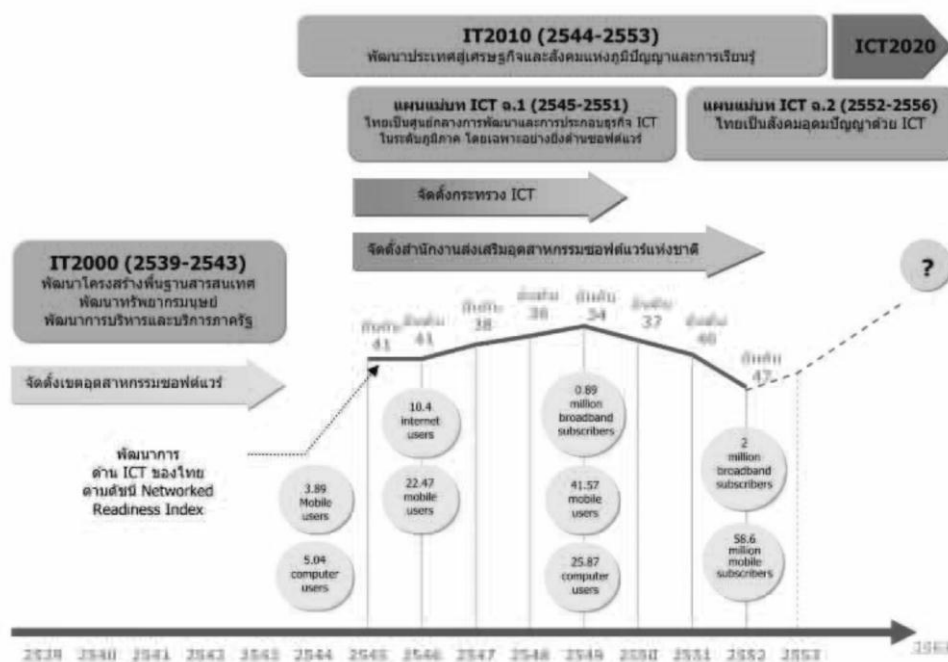 IT2010 (2544-2553)
พัฒนาประเทศสู่เศรษฐกิจและสังคมแห่งภูมิปัญญาและการเรียนรู้
ICT2020
แผนแม่บท ICT ฉ.1 (2545-2551)
ไทยเป็นศูนย์กลางการพัฒนาและการประกอบธุรกิจ ICT
ในระดับภูมิภาค โดยเฉพาะอย่างยิ่งด้านซอฟต์แวร์
แผนแม่บท ICT ฉ.2 (2552-2556)
ไทยเป็นสังคมอุดมปัญญาด้วย ICT
จัดตั้งกระทรวง ICT
จัดตั้งสำนักงานส่งเสริมอุตสาหกรรมซอฟต์แวร์แห่งชาติ
IT2000 (2539-2543)
พัฒนาโครงสร้างพื้นฐานสารสนเทศ
พัฒนาทรัพยากรมนุษย์
พัฒนาการบริหารและบริการภาครัฐ
จัดตั้งเขตอุตสาหกรรมซอฟต์แวร์
?
อันดับ
41
อันดับ
41
อันดับ
38
อันดับ
36
อันดับ
34
อันดับ
37
อันดับ
40
อันดับ
47
พัฒนาการ
ด้าน ICT ของไทย
ตามดัชนี Networked
Readiness Index
3.89
Mobile
users
5.04
computer
users
10.4
internet
users
22.47
mobile
users
0.89
million
broadband
subscribers
41.57
mobile
users
25.87
computer
users
2
million
broadband
subscribers
58.6
million
mobile
subscribers
2539 2540 2541 2542 2543 2544 2545 2546 2547 2548 2549 2550 2551 2552 2553